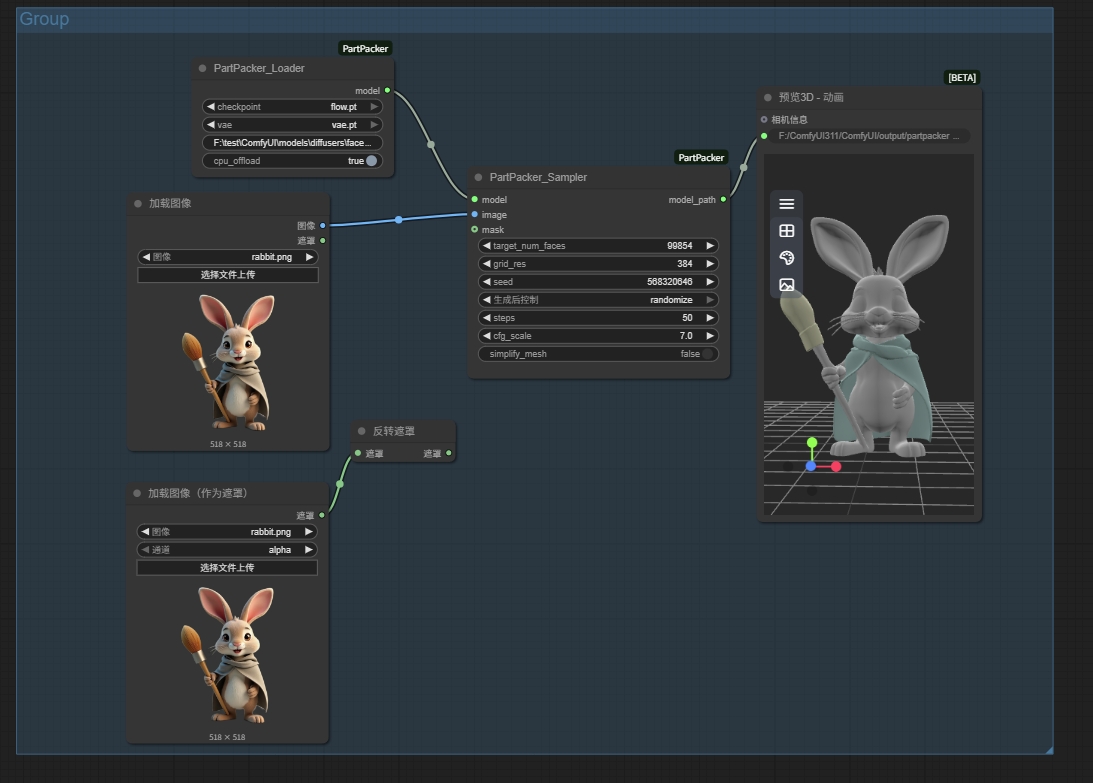 Group
PartPacker
PartPacker_Loader
model
checkpoint flow.pt
vae vae.pt
F:\test\ComfyUI\models\diffusers\face...
cpu_offload true
加载图像
图像
遮罩
图像 rabbit.png
选择文件上传
518 × 518
反转遮罩
遮罩 遮罩
加载图像（作为遮罩）
遮罩
图像 rabbit.png
通道 alpha
选择文件上传
518 × 518
PartPacker
PartPacker_Sampler
model model_path
image
mask
target_num_faces 99854
grid_res 384
seed 568320646
生成后控制 randomize
steps 50
cfg_scale 7.0
simplify_mesh false
[BETA]
预览3D - 动画
相机信息
F:/ComfyUI311/ComfyUI/output/partpacker ...